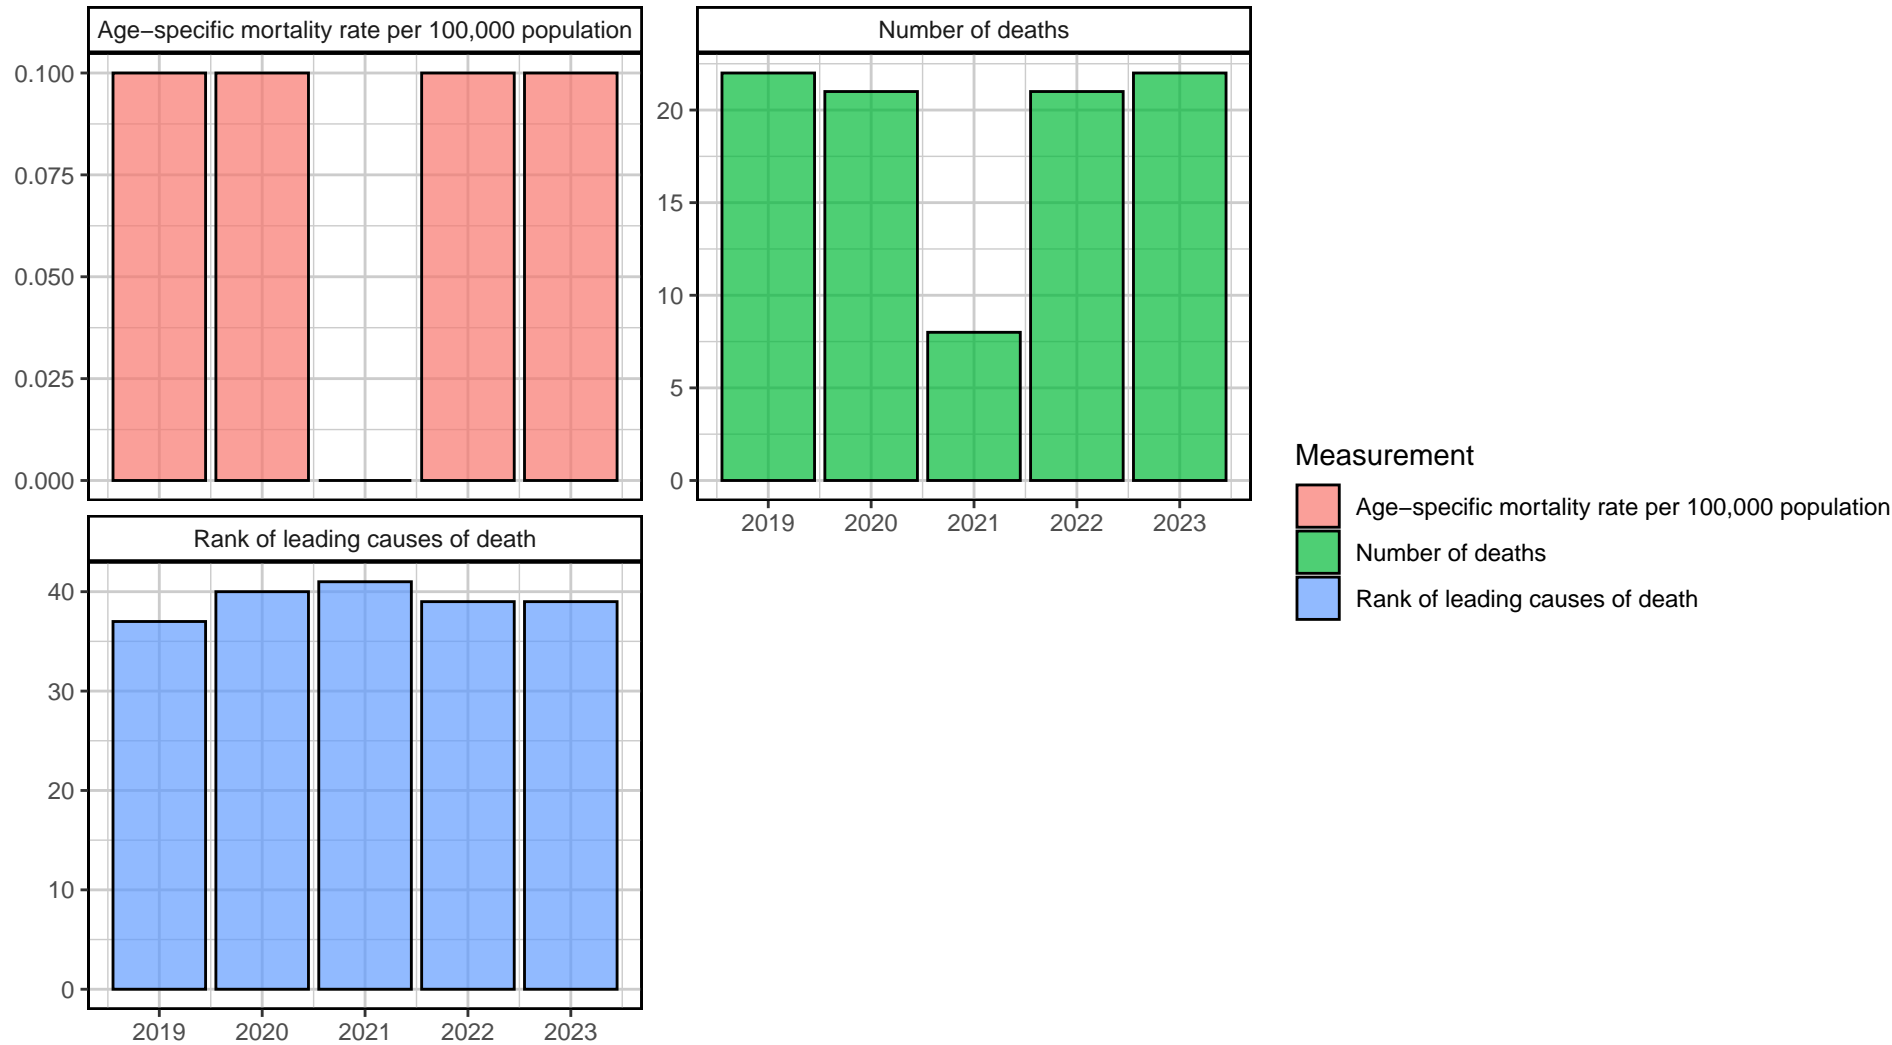 Age−specific mortality rate per 100,000 population
0.100
0.075
0.050
0.025
0.000
Number of deaths
20
15
10
5
0
2019 2020 2021 2022 2023
Rank of leading causes of death
40
30
20
10
0
2019 2020 2021 2022 2023
Measurement
Age−specific mortality rate per 100,000 population
Number of deaths
Rank of leading causes of death